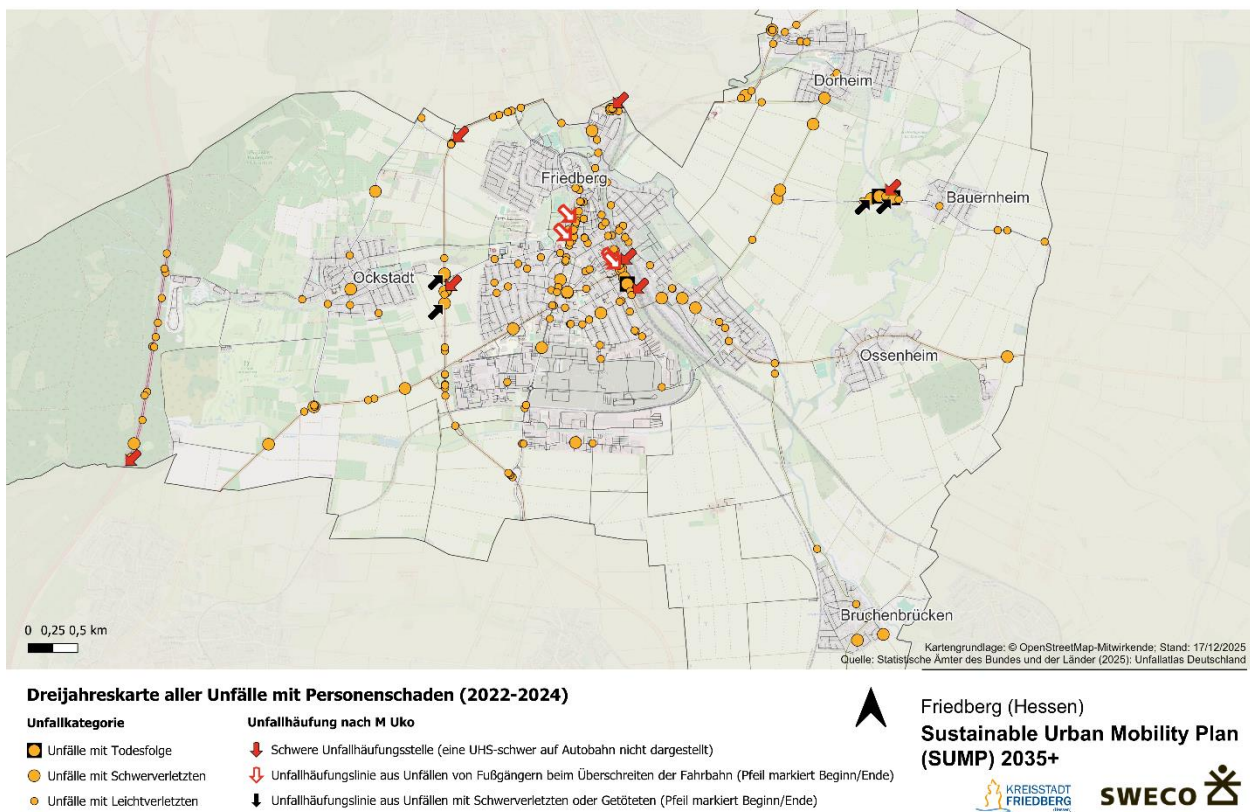 Dorheim
Friedberg
Bauernheim
Ockstadt
Ossenheim
Bruchenbrücken
0 0,25 0,5 km
Kartengrundlage: © OpenStreetMap-Mitwirkende; Stand: 17/12/2025
Quelle: Statistische Ämter des Bundes und der Länder (2025): Unfallatlas Deutschland
Dreijahreskarte aller Unfälle mit Personenschaden (2022-2024)
Unfallkategorie
Unfälle mit Todesfolge
Unfälle mit Schwerverletzten
Unfälle mit Leichtverletzten
Unfallhäufung nach M Uko
Schwere Unfallhäufungsstelle (eine UHS-schwer auf Autobahn nicht dargestellt)
Unfallhäufungslinie aus Unfällen von Fußgängern beim Überschreiten der Fahrbahn (Pfeil markiert Beginn/Ende)
Unfallhäufungslinie aus Unfällen mit Schwerverletzten oder Getöteten (Pfeil markiert Beginn/Ende)
Friedberg (Hessen)
Sustainable Urban Mobility Plan
(SUMP) 2035+
KREISSTADT
FRIEDBERG
SWECO